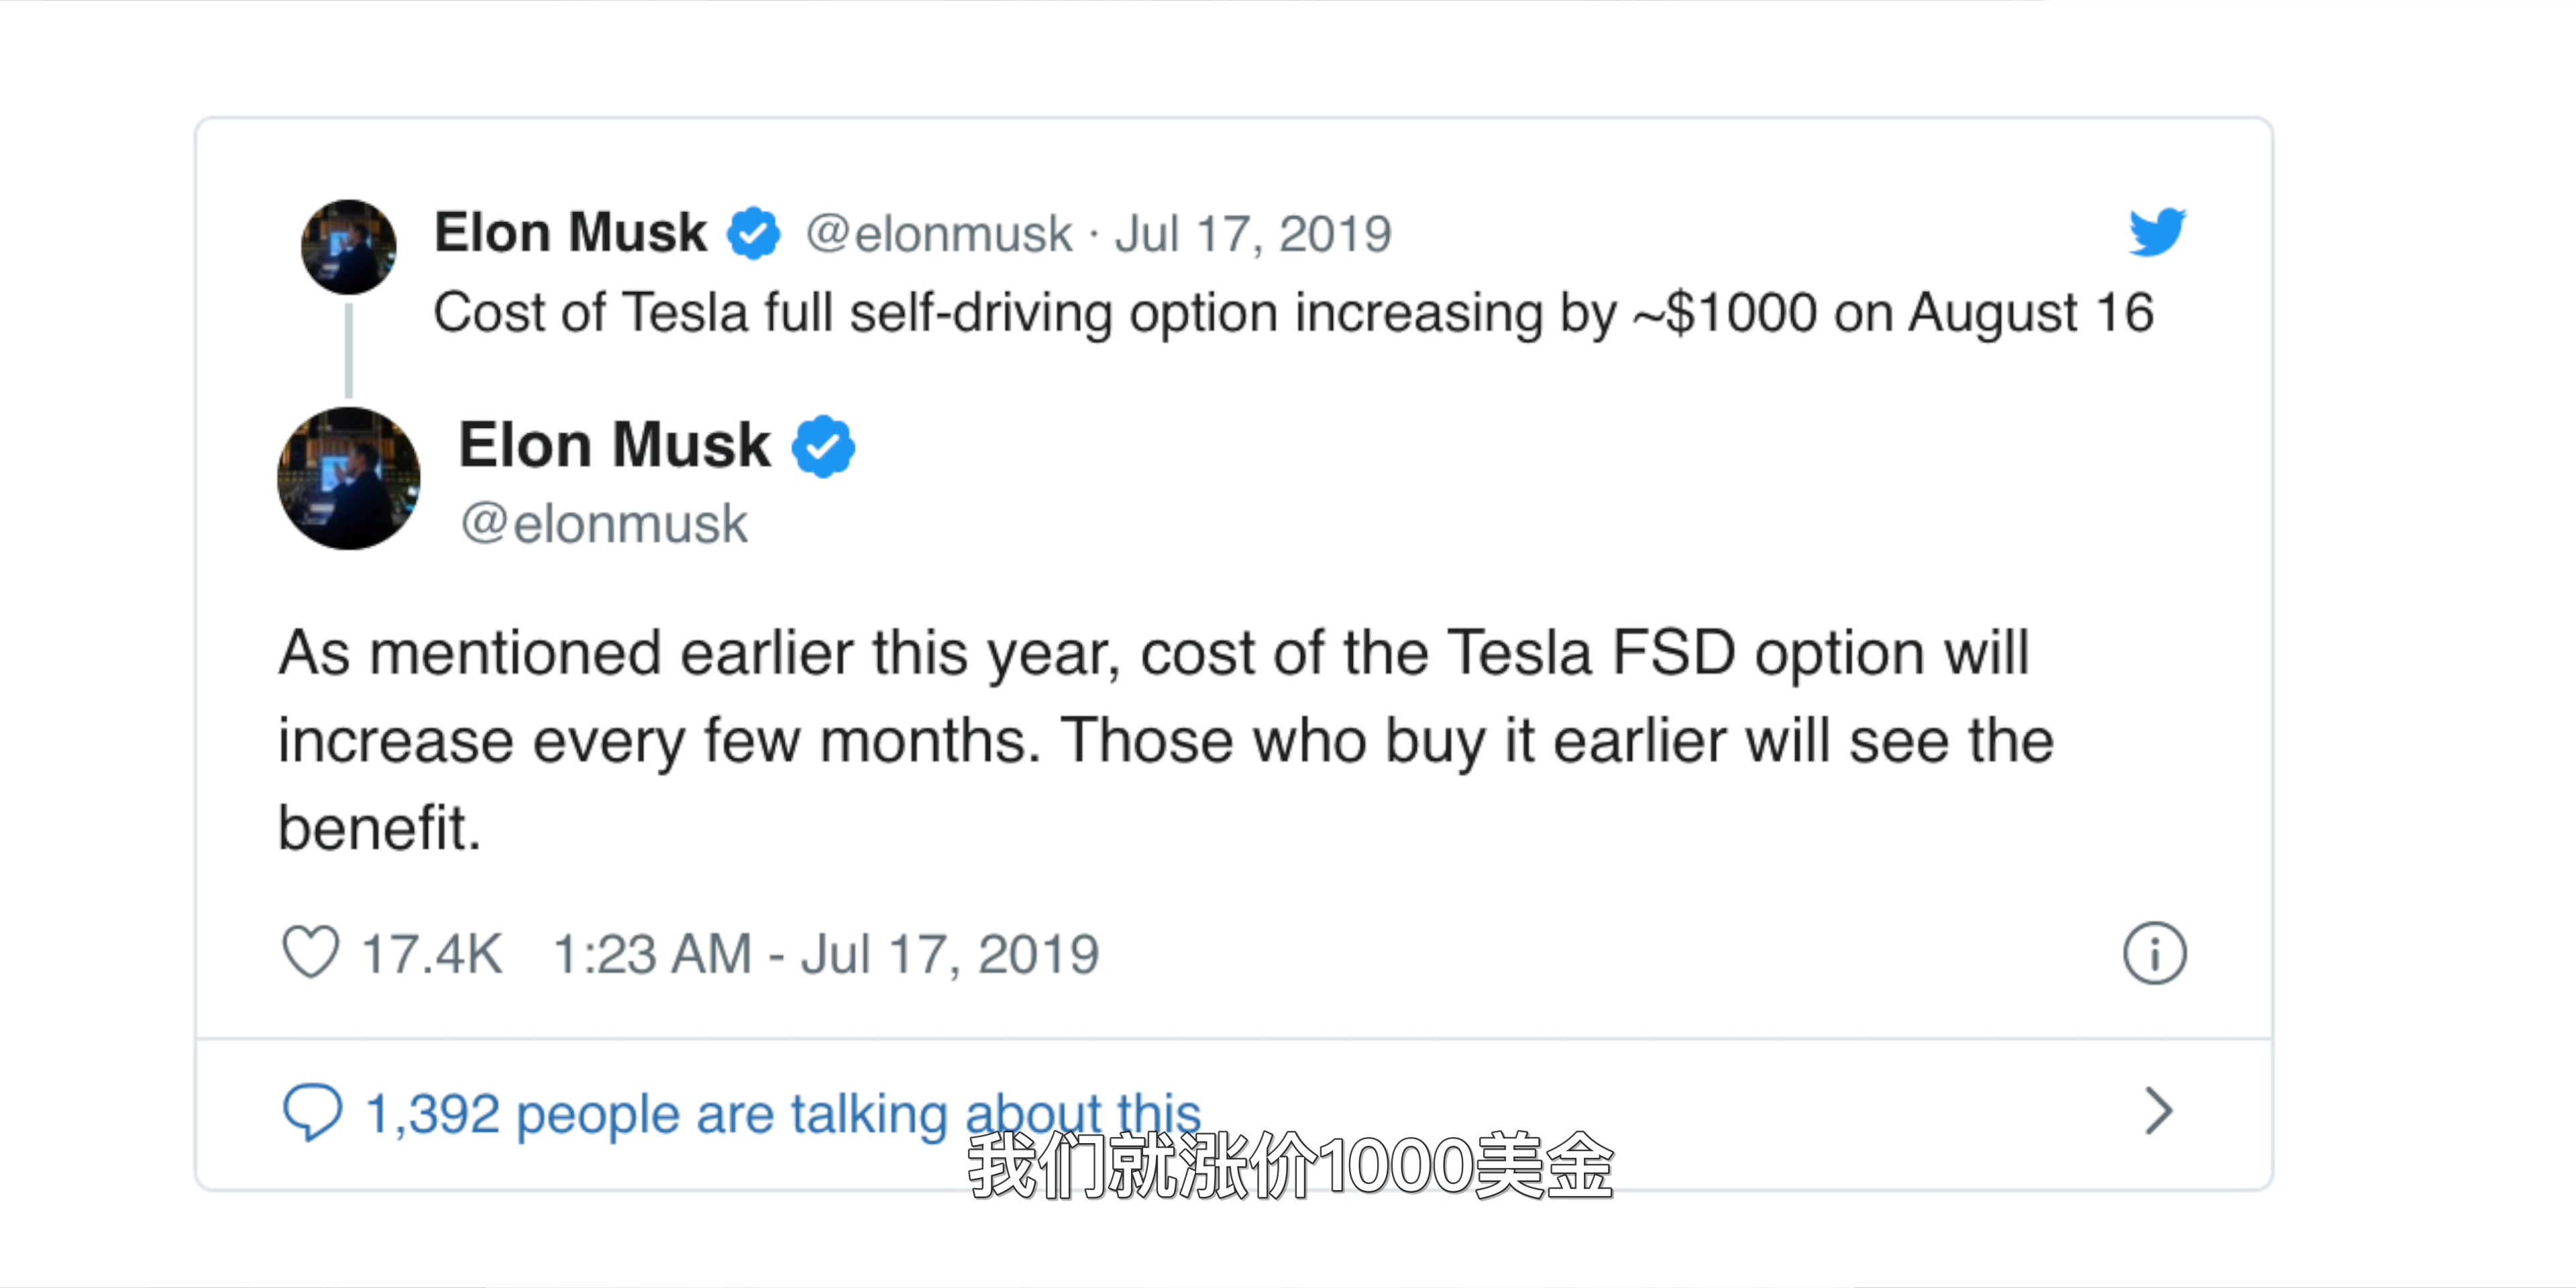 Elon Musk @elonmusk · Jul 17, 2019
Cost of Tesla full self-driving option increasing by ~$1000 on August 16
Elon Musk
@elonmusk
As mentioned earlier this year, cost of the Tesla FSD option will
increase every few months. Those who buy it earlier will see the
benefit.
17.4K 1:23 AM - Jul 17, 2019
1,392 people are talking about this
我们就涨价1000美金